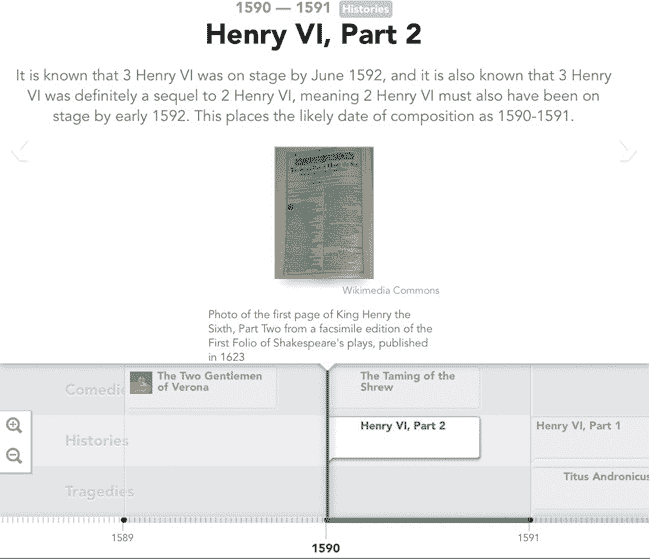 1590 — 1591 Histories
Henry VI, Part 2
It is known that 3 Henry VI was on stage by June 1592, and it is also known that 3 Henry
VI was definitely a sequel to 2 Henry VI, meaning 2 Henry VI must also have been on
stage by early 1592. This places the likely date of composition as 1590-1591.
Wikimedia Commons
Photo of the first page of King Henry the
Sixth, Part Two from a facsimile edition of the
First Folio of Shakespeare's plays, published
in 1623
Comedie
The Two Gentlemen
of Verona
The Taming of the
Shrew
Histories
Henry VI, Part 2
Henry VI, Part 1
Tragedies
Titus Andronicus
1589
1590
1591